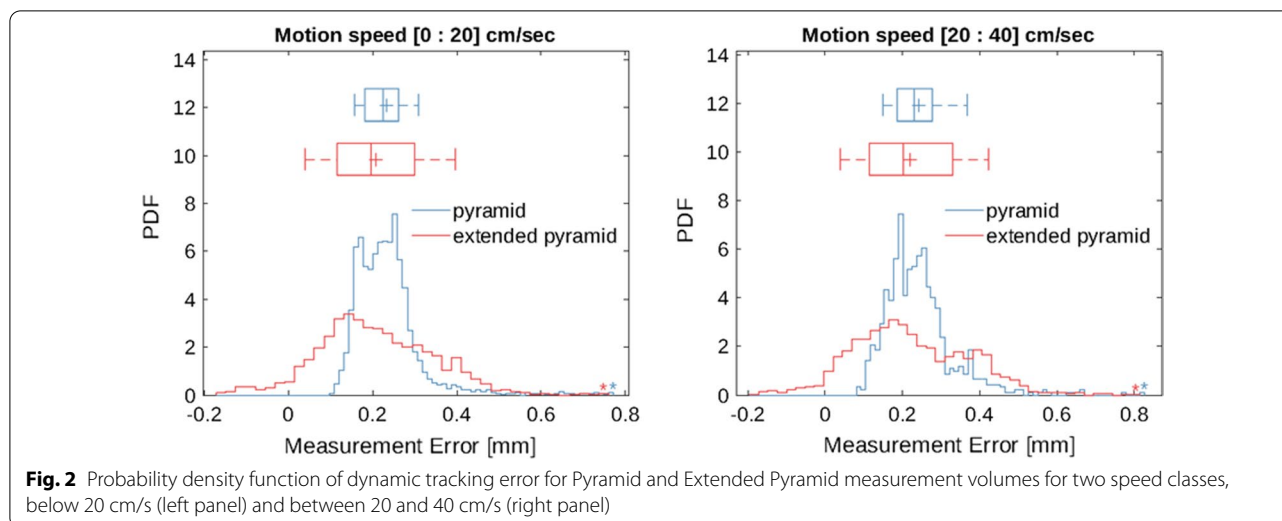 Motion speed [0 : 20] cm/sec
14
12
10
8
6
4
2
0
PDF
pyramid
extended pyramid
* *
-0.2 0 0.2 0.4 0.6 0.8
Measurement Error [mm]
Motion speed [20 : 40] cm/sec
14
12
10
8
6
4
2
0
PDF
pyramid
extended pyramid
* *
-0.2 0 0.2 0.4 0.6 0.8
Measurement Error [mm]
Fig. 2 Probability density function of dynamic tracking error for Pyramid and Extended Pyramid measurement volumes for two speed classes,
below 20 cm/s (left panel) and between 20 and 40 cm/s (right panel)